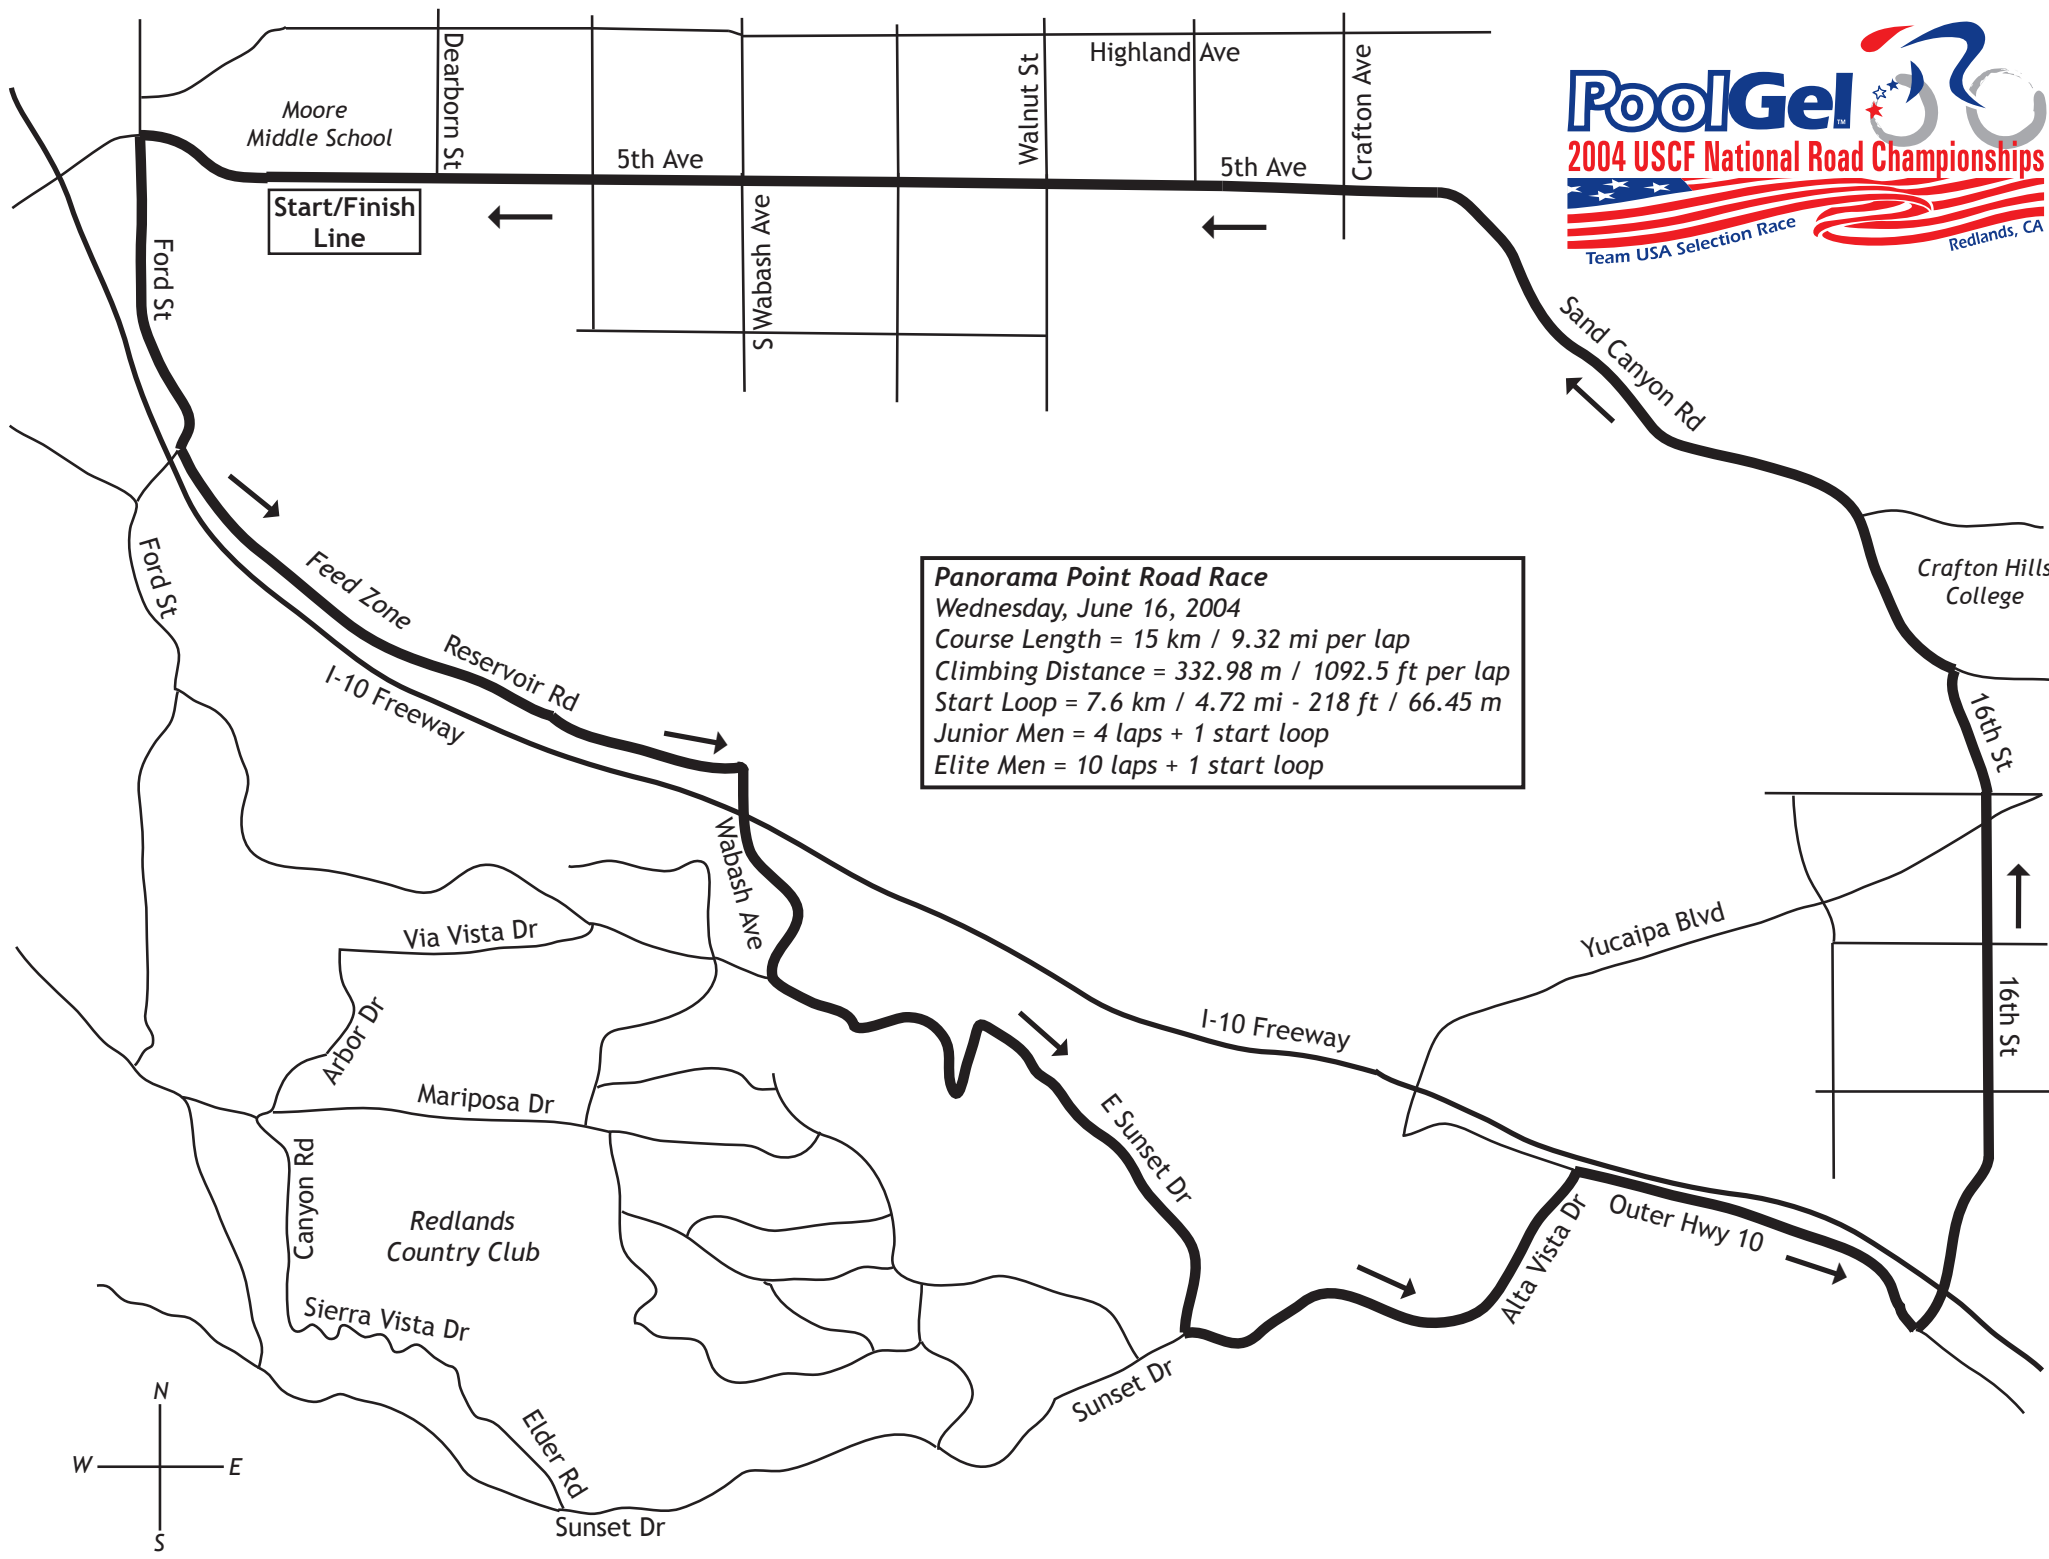 Highland Ave
Dearborn St
Walnut St
Crafton Ave
Moore
Middle School
5th Ave
5th Ave
Start/Finish
Line
S Wabash Ave
Ford St
PoolGel™
2004 USCF National Road Championships
Team USA Selection Race
Redlands, CA
Sand Canyon Rd
Crafton Hills
College
Ford St
Feed Zone
Reservoir Rd
I-10 Freeway
Panorama Point Road Race
Wednesday, June 16, 2004
Course Length = 15 km / 9.32 mi per lap
Climbing Distance = 332.98 m / 1092.5 ft per lap
Start Loop = 7.6 km / 4.72 mi - 218 ft / 66.45 m
Junior Men = 4 laps + 1 start loop
Elite Men = 10 laps + 1 start loop
16th St
Wabash Ave
Via Vista Dr
Yucaipa Blvd
Arbor Dr
I-10 Freeway
16th St
Mariposa Dr
E Sunset Dr
Canyon Rd
Redlands
Country Club
Alta Vista Dr
Outer Hwy 10
Sierra Vista Dr
Sunset Dr
Elder Rd
Sunset Dr
N
W
E
S